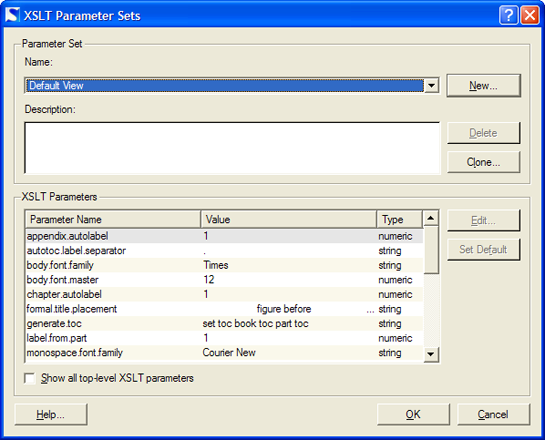 XSLT Parameter Sets
Parameter Set
Name:
Default View
New...
Description:
Delete
Clone...
XSLT Parameters
Parameter Name Value Type
Edit...
appendix.autolabel 1 numeric
autotoc.label.separator . string
Set Default
body.font.family Times string
body.font.master 12 numeric
chapter.autolabel 1 numeric
formal.title.placement figure before ... string
generate.toc set toc book toc part toc string
label.from.part 1 numeric
monospace.font.family Courier New string
Show all top-level XSLT parameters
Help... OK Cancel